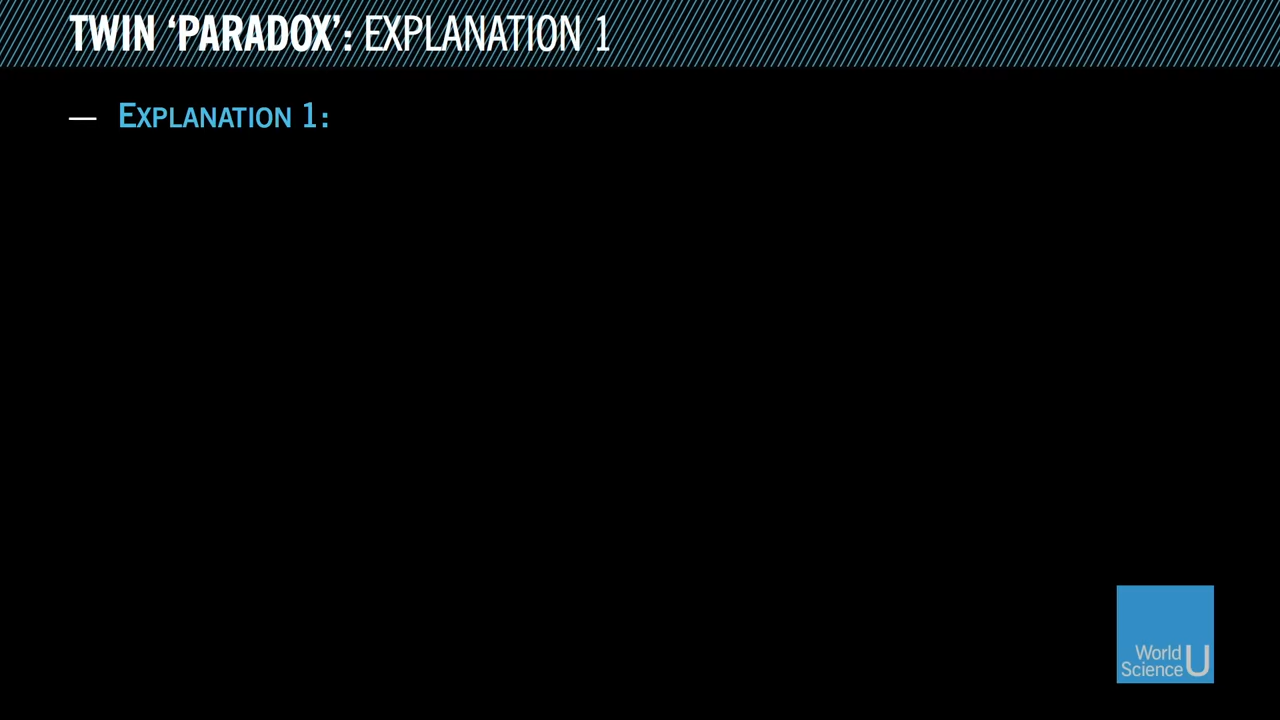 TWIN ‘PARADOX’: EXPLANATION 1
— EXPLANATION 1:
World
Science U